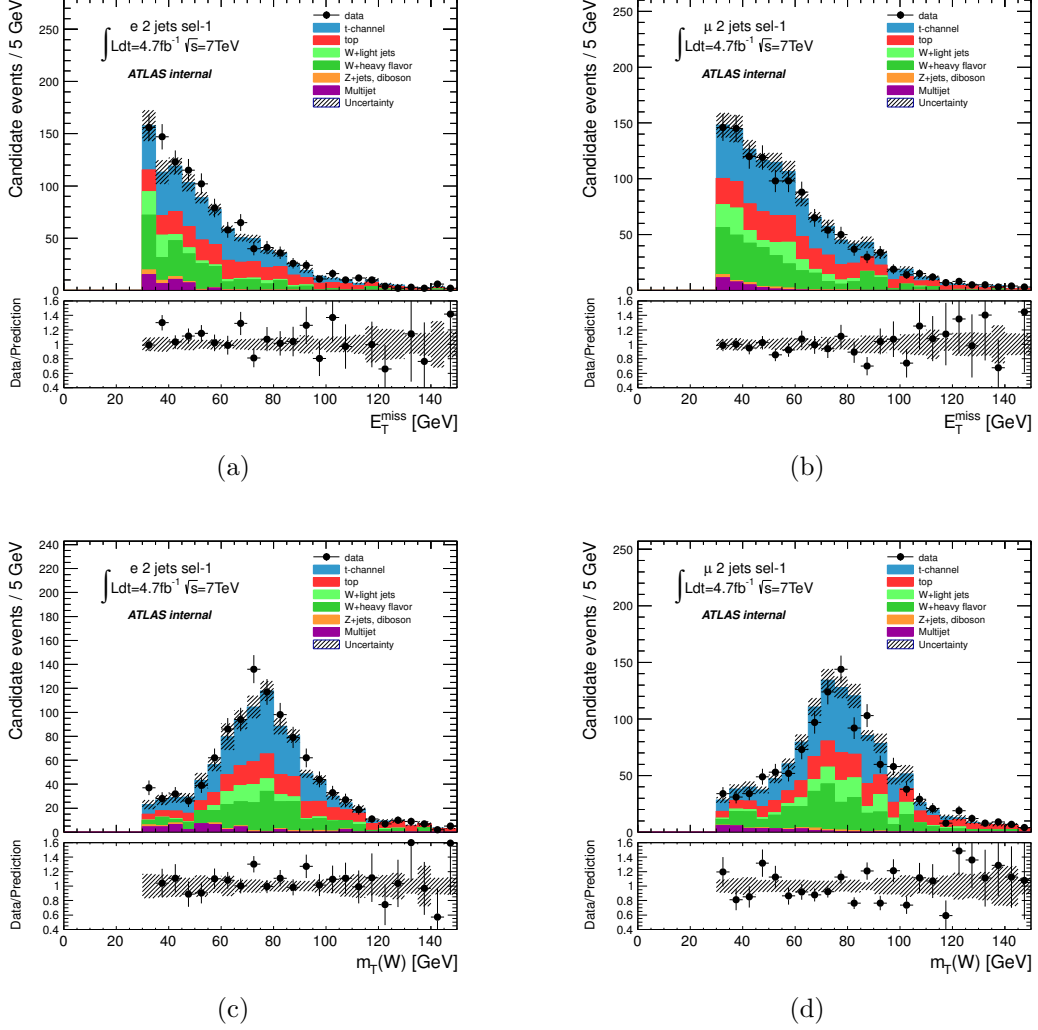 Candidate events / 5 GeV
250
200
150
100
50
0
e 2 jets sel-1
∫ Ldt=4.7fb⁻¹ √s=7TeV
ATLAS internal
data
t-channel
top
W+light jets
W+heavy flavor
Z+jets, diboson
Multijet
Uncertainty
Data/Prediction
1.6
1.4
1.2
1.0
0.8
0.6
0.4
0 20 40 60 80 100 120 140
E_T^miss [GeV]
(a)
Candidate events / 5 GeV
250
200
150
100
50
0
μ 2 jets sel-1
∫ Ldt=4.7fb⁻¹ √s=7TeV
ATLAS internal
data
t-channel
top
W+light jets
W+heavy flavor
Z+jets, diboson
Multijet
Uncertainty
Data/Prediction
1.6
1.4
1.2
1.0
0.8
0.6
0.4
0 20 40 60 80 100 120 140
E_T^miss [GeV]
(b)
Candidate events / 5 GeV
240
220
200
180
160
140
120
100
80
60
40
20
0
e 2 jets sel-1
∫ Ldt=4.7fb⁻¹ √s=7TeV
ATLAS internal
data
t-channel
top
W+light jets
W+heavy flavor
Z+jets, diboson
Multijet
Uncertainty
Data/Prediction
1.6
1.4
1.2
1
0.8
0.6
0.4
0 20 40 60 80 100 120 140
m_T(W) [GeV]
(c)
Candidate events / 5 GeV
250
200
150
100
50
0
μ 2 jets sel-1
∫ Ldt=4.7fb⁻¹ √s=7TeV
ATLAS internal
data
t-channel
top
W+light jets
W+heavy flavor
Z+jets, diboson
Multijet
Uncertainty
Data/Prediction
1.6
1.4
1.2
1
0.8
0.6
0.4
0 20 40 60 80 100 120 140
m_T(W) [GeV]
(d)